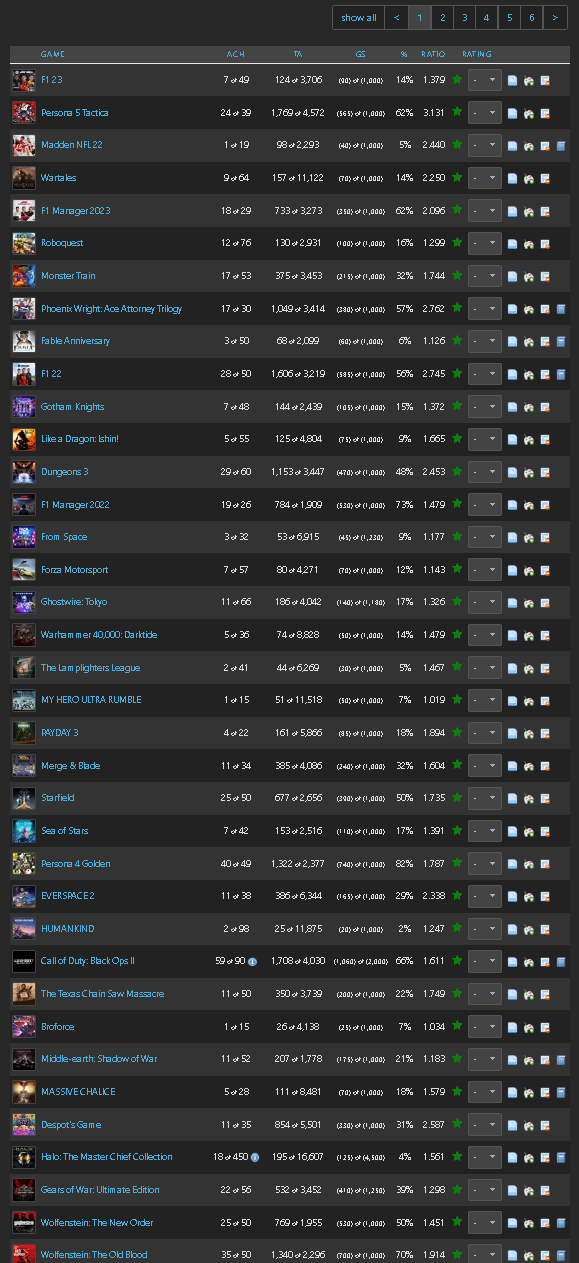 show all < 1 2 3 4 5 6 >
GAME ACH TA GS % RATIO RATING
F1 23 7 of 49 124 of 3,706 (90) of (1,000) 14% 1.379 -
Persona 5 Tactica 24 of 39 1,769 of 4,572 (565) of (1,000) 62% 3.131 -
Madden NFL 22 1 of 19 98 of 2,293 (40) of (1,000) 5% 2.440 -
Wartales 9 of 64 157 of 11,122 (70) of (1,000) 14% 2.250 -
F1 Manager 2023 18 of 29 733 of 3,273 (350) of (1,000) 62% 2.096 -
Roboquest 12 of 76 130 of 2,931 (100) of (1,000) 16% 1.299 -
Monster Train 17 of 53 375 of 3,453 (215) of (1,000) 32% 1.744 -
Phoenix Wright: Ace Attorney Trilogy 17 of 30 1,049 of 3,414 (380) of (1,000) 57% 2.762 -
Fable Anniversary 3 of 50 68 of 2,099 (60) of (1,000) 6% 1.126 -
F1 22 28 of 50 1,606 of 3,219 (585) of (1,000) 56% 2.745 -
Gotham Knights 7 of 48 144 of 2,439 (105) of (1,000) 15% 1.372 -
Like a Dragon: Ishin! 5 of 55 125 of 4,804 (75) of (1,000) 9% 1.665 -
Dungeons 3 29 of 60 1,153 of 3,447 (470) of (1,000) 48% 2.453 -
F1 Manager 2022 19 of 26 784 of 1,909 (530) of (1,000) 73% 1.479 -
From Space 3 of 32 53 of 6,915 (45) of (1,230) 9% 1.177 -
Forza Motorsport 7 of 57 80 of 4,271 (70) of (1,000) 12% 1.143 -
Ghostwire: Tokyo 11 of 66 186 of 4,042 (140) of (1,180) 17% 1.326 -
Warhammer 40,000: Darktide 5 of 36 74 of 8,828 (50) of (1,000) 14% 1.479 -
The Lamplighters League 2 of 41 44 of 6,269 (30) of (1,000) 5% 1.467 -
MY HERO ULTRA RUMBLE 1 of 15 51 of 11,518 (50) of (1,000) 7% 1.019 -
PAYDAY 3 4 of 22 161 of 5,866 (85) of (1,000) 18% 1.894 -
Merge & Blade 11 of 34 385 of 4,086 (240) of (1,000) 32% 1.604 -
Starfield 25 of 50 677 of 2,656 (390) of (1,000) 50% 1.735 -
Sea of Stars 7 of 42 153 of 2,516 (110) of (1,000) 17% 1.391 -
Persona 4 Golden 40 of 49 1,322 of 2,377 (740) of (1,000) 82% 1.787 -
EVERSPACE 2 11 of 38 386 of 6,344 (165) of (1,000) 29% 2.338 -
HUMANKIND 2 of 98 25 of 11,875 (20) of (1,000) 2% 1.247 -
Call of Duty: Black Ops II 59 of 90 1,708 of 4,030 (1,060) of (2,000) 66% 1.611 -
The Texas Chain Saw Massacre 11 of 50 350 of 3,739 (200) of (1,000) 22% 1.749 -
Broforce 1 of 15 26 of 4,138 (25) of (1,000) 7% 1.034 -
Middle-earth: Shadow of War 11 of 52 207 of 1,778 (175) of (1,000) 21% 1.183 -
MASSIVE CHALICE 5 of 28 111 of 8,481 (70) of (1,000) 18% 1.579 -
Despot's Game 11 of 35 854 of 5,501 (330) of (1,000) 31% 2.587 -
Halo: The Master Chief Collection 18 of 450 195 of 16,607 (125) of (4,500) 4% 1.561 -
Gears of War: Ultimate Edition 22 of 56 532 of 3,452 (410) of (1,250) 39% 1.298 -
Wolfenstein: The New Order 25 of 50 769 of 1,955 (530) of (1,000) 50% 1.451 -
Wolfenstein: The Old Blood 35 of 50 1,340 of 2,296 (700) of (1,000) 70% 1.914 -